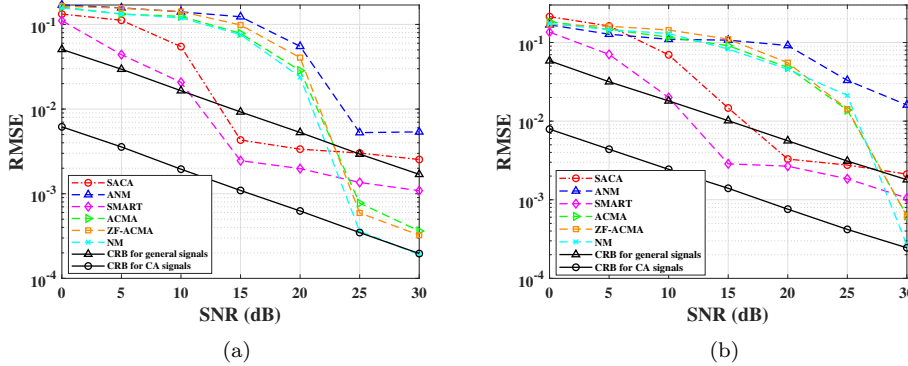 10^-1
10^-2
10^-3
10^-4
RMSE
SACA
ANM
SMART
ACMA
ZF-ACMA
NM
CRB for general signals
CRB for CA signals
0 5 10 15 20 25 30
SNR (dB)
(a)
10^-1
10^-2
10^-3
10^-4
RMSE
SACA
ANM
SMART
ACMA
ZF-ACMA
NM
CRB for general signals
CRB for CA signals
0 5 10 15 20 25 30
SNR (dB)
(b)